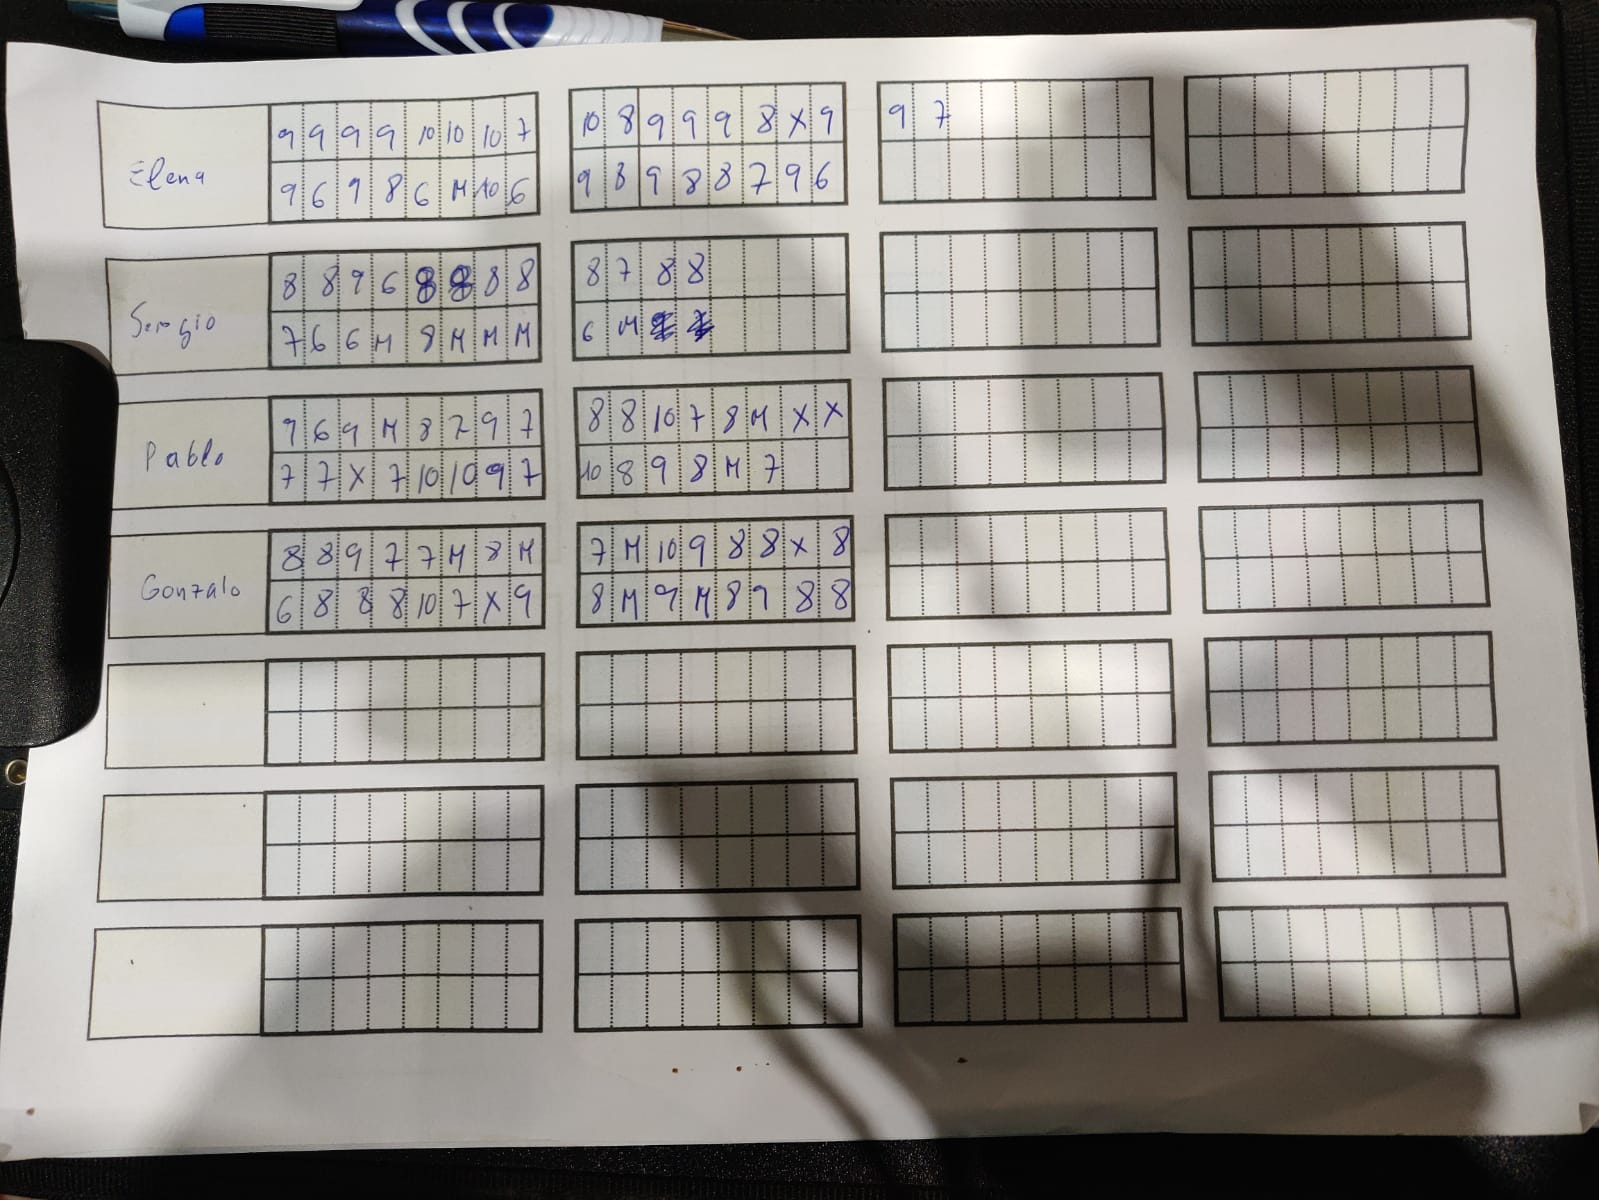 9 9 9 9 10 10 10 7 10 8 9 9 9 8 X 9 9 7
Elena
9 6 9 8 6 M 10 6 9 8 9 8 8 7 9 6
8 8 9 6 8 8 8 8 8 7 8 8
Sergio
7 6 6 M 8 M M M 6 M
9 6 9 M 8 7 9 7 8 8 10 7 8 M X X
Pablo
7 7 X 7 10 10 9 7 10 8 9 8 M 7
8 8 9 7 7 M 8 M 7 M 10 9 8 8 X 8
Gonzalo
6 8 8 8 10 7 X 9 8 M 9 M 8 9 8 8